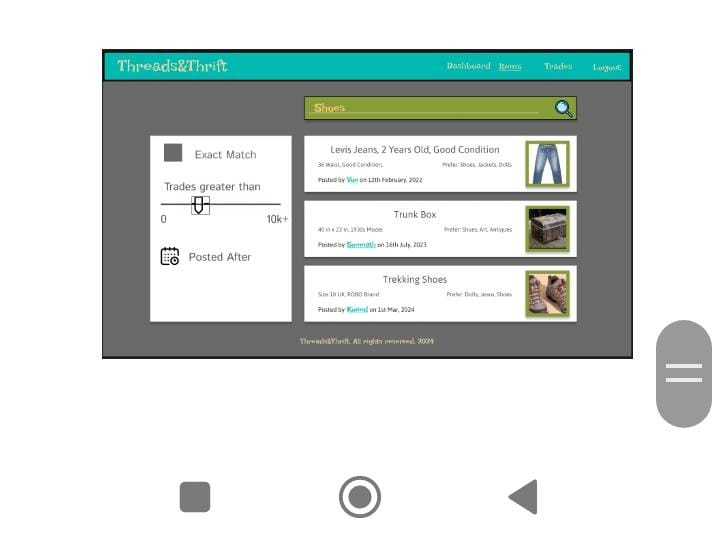 Threads&Thrift
Dashboard Items Trades Logout
Shoes
Exact Match
Trades greater than
0 10k+
Posted After
Levis Jeans, 2 Years Old, Good Condition
36 Waist, Good Condition. Prefer: Shoes, Jackets, Dolls
Posted by on 12th February, 2022
Trunk Box
40 in x 23 in, 1930s Model Prefer: Shoes, Art, Antiques
Posted by on 16th July, 2023
Trekking Shoes
Size 10 UK, ROBO Brand Prefer: Dolls, Jeans, Shoes
Posted by on 1st Mar, 2024
Threads&Thrift. All rights reserved. 2024